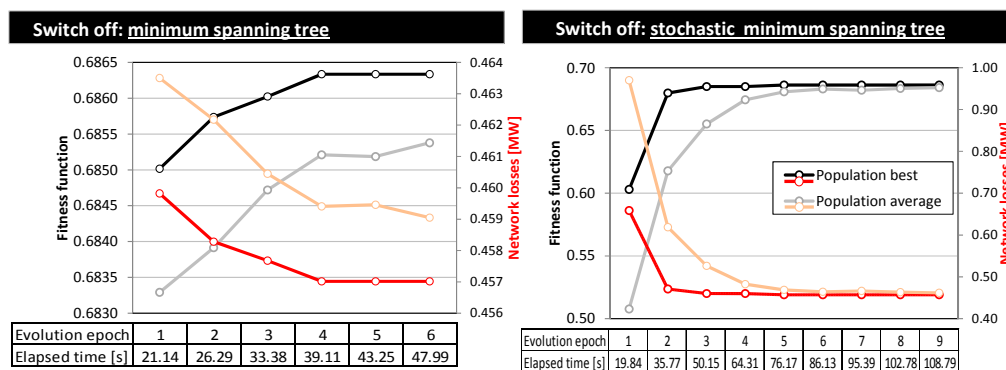 Switch off: minimum spanning tree
0.6865
0.6860
0.6855
0.6850
0.6845
0.6840
0.6835
0.6830
Fitness function
0.464
0.463
0.462
0.461
0.460
0.459
0.458
0.457
0.456
Network losses [MW]
Evolution epoch 1 2 3 4 5 6
Elapsed time [s] 21.14 26.29 33.38 39.11 43.25 47.99
Switch off: stochastic minimum spanning tree
0.70
0.65
0.60
0.55
0.50
Fitness function
1.00
0.90
0.80
0.70
0.60
0.50
0.40
Network losses [MW]
Population best
Population average
Evolution epoch 1 2 3 4 5 6 7 8 9
Elapsed time [s] 19.84 35.77 50.15 64.31 76.17 86.13 95.39 102.78 108.79